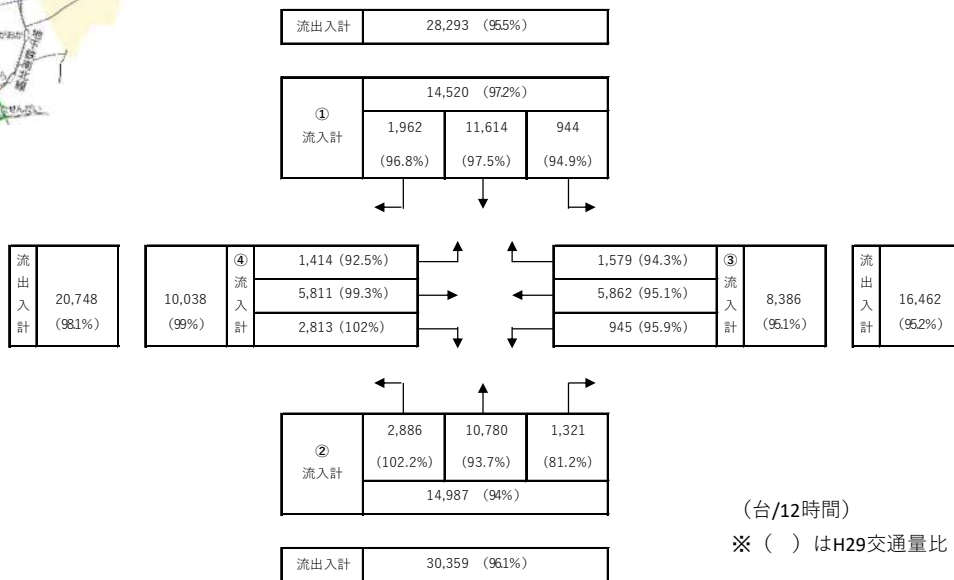 流出入計 28,293 (95.5%)
① 流入計
14,520 (97.2%)
1,962 11,614 944
(96.8%) (97.5%) (94.9%)
流出入計 20,748 (98.1%)
10,038 (99%)
④ 流入計
1,414 (92.5%)
5,811 (99.3%)
2,813 (102%)
1,579 (94.3%)
5,862 (95.1%)
945 (95.9%)
③ 流入計
8,386 (95.1%)
流出入計 16,462 (95.2%)
② 流入計
2,886 10,780 1,321
(102.2%) (93.7%) (81.2%)
14,987 (94%)
流出入計 30,359 (96.1%)
(台/12時間)
※ ( ) はH29交通量比